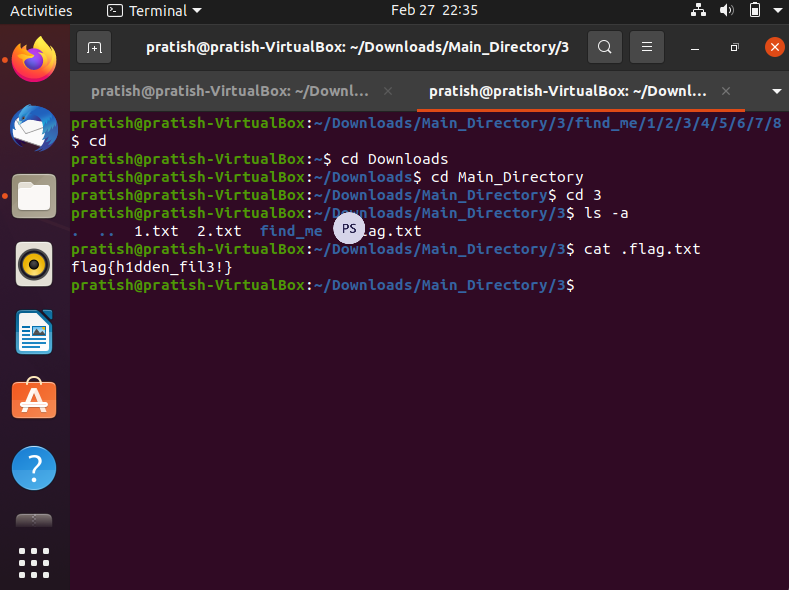 Activities Terminal Feb 27 22:35
pratish@pratish-VirtualBox: ~/Downloads/Main_Directory/3
pratish@pratish-VirtualBox: ~/Downl... pratish@pratish-VirtualBox: ~/Downl...
pratish@pratish-VirtualBox:~/Downloads/Main_Directory/3/find_me/1/2/3/4/5/6/7/8
$ cd
pratish@pratish-VirtualBox:~$ cd Downloads
pratish@pratish-VirtualBox:~/Downloads$ cd Main_Directory
pratish@pratish-VirtualBox:~/Downloads/Main_Directory$ cd 3
pratish@pratish-VirtualBox:~/Downloads/Main_Directory/3$ ls -a
. .. 1.txt 2.txt find_me PS lag.txt
pratish@pratish-VirtualBox:~/Downloads/Main_Directory/3$ cat .flag.txt
flag{h1dden_fil3!}
pratish@pratish-VirtualBox:~/Downloads/Main_Directory/3$